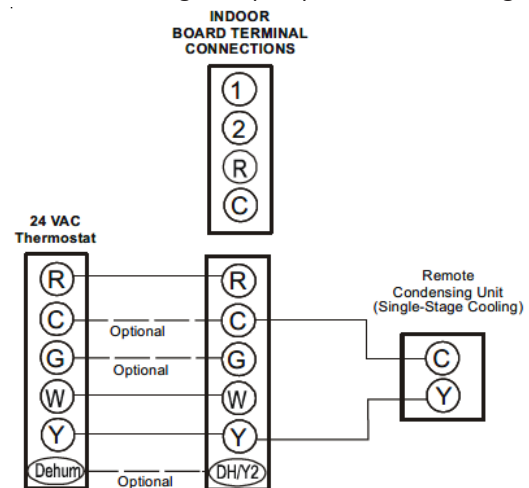 INDOOR
BOARD TERMINAL
CONNECTIONS
1
2
R
C
24 VAC
Thermostat
R
C
G
W
Y
Dehum
Optional
Optional
Optional
R
C
G
W
Y
DH/Y2
Remote
Condensing Unit
(Single-Stage Cooling)
C
Y